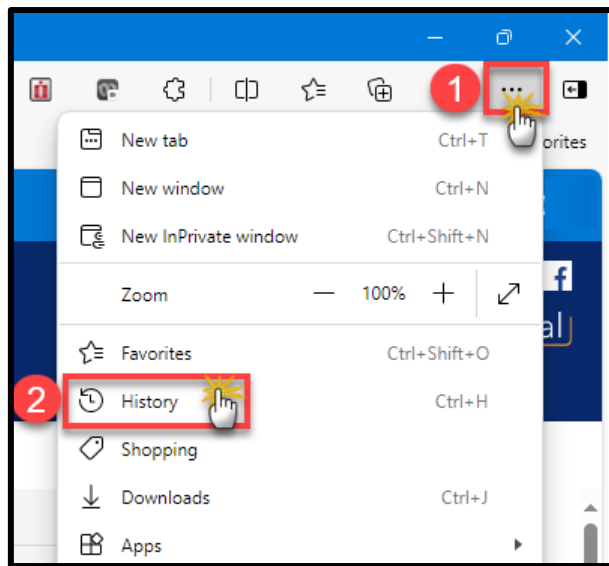 1
orites
New tab Ctrl+T
New window Ctrl+N
New InPrivate window Ctrl+Shift+N
Zoom — 100% +
f
al
Favorites Ctrl+Shift+O
2 History Ctrl+H
Shopping
Downloads Ctrl+J
Apps